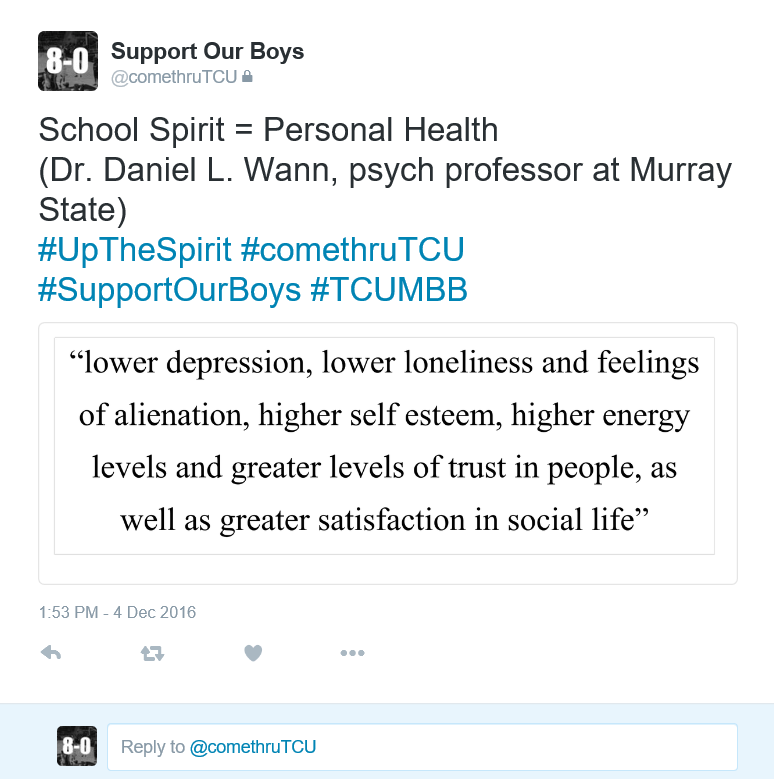 8-0
Support Our Boys
@comethruTCU
School Spirit = Personal Health
(Dr. Daniel L. Wann, psych professor at Murray
State)
#UpTheSpirit #comethruTCU
#SupportOurBoys #TCUMBB
“lower depression, lower loneliness and feelings
of alienation, higher self esteem, higher energy
levels and greater levels of trust in people, as
well as greater satisfaction in social life”
1:53 PM - 4 Dec 2016
8-0
Reply to @comethruTCU